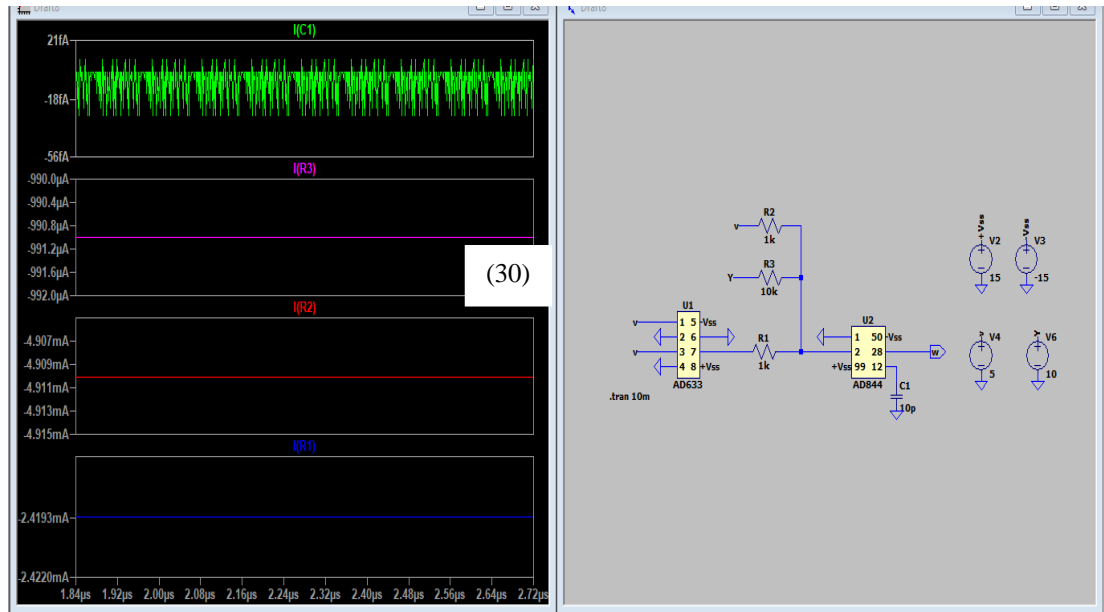 Draft6
Draft6
I(C1)
21fA
-18fA
-56fA
I(R3)
-990.0µA
-990.4µA
-990.8µA
-991.2µA
-991.6µA
-992.0µA
(30)
I(R2)
-4.907mA
-4.909mA
-4.911mA
-4.913mA
-4.915mA
I(R1)
-2.4193mA
-2.4220mA
1.84µs 1.92µs 2.00µs 2.08µs 2.16µs 2.24µs 2.32µs 2.40µs 2.48µs 2.56µs 2.64µs 2.72µs
R2
v
1k
R3
Y
10k
U1
v 1 5 -Vss
2 6
v 3 7
4 8 +Vss
AD633
R1
1k
U2
1 50 -Vss
2 28
+Vss 99 12
AD844
W
C1
10p
.tran 10m
+Vss
V2
15
-Vss
V3
-15
v
V4
5
Y
V6
10